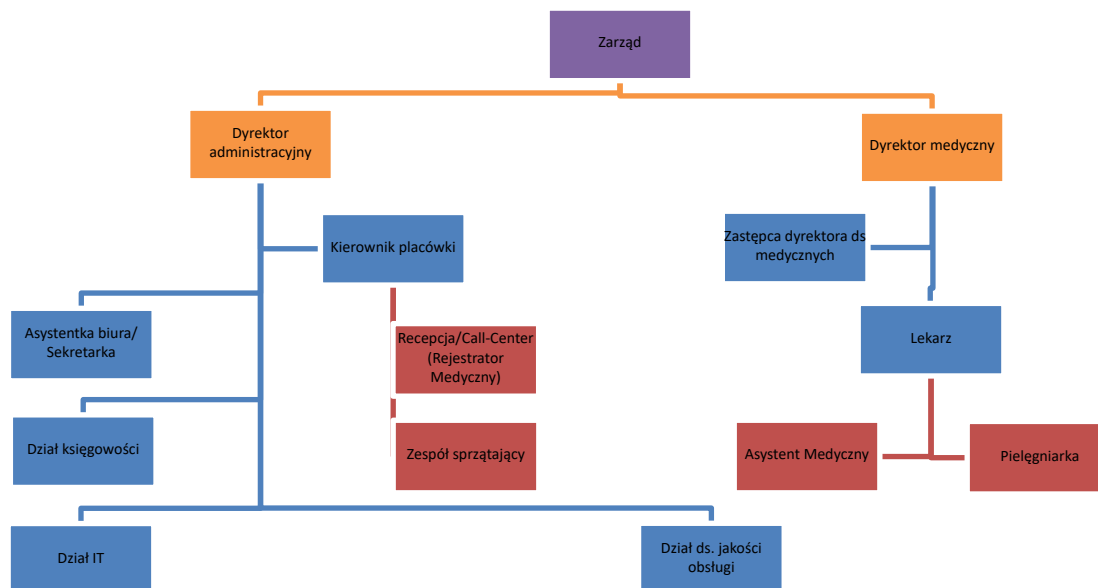 Zarząd
Dyrektor
administracyjny
Dyrektor medyczny
Kierownik placówki
Zastępca dyrektora ds
medycznych
Asystentka biura/
Sekretarka
Recepcja/Call-Center
(Rejestrator
Medyczny)
Lekarz
Dział księgowości
Zespół sprzątający
Asystent Medyczny
Pielęgniarka
Dział IT
Dział ds. jakości
obsługi